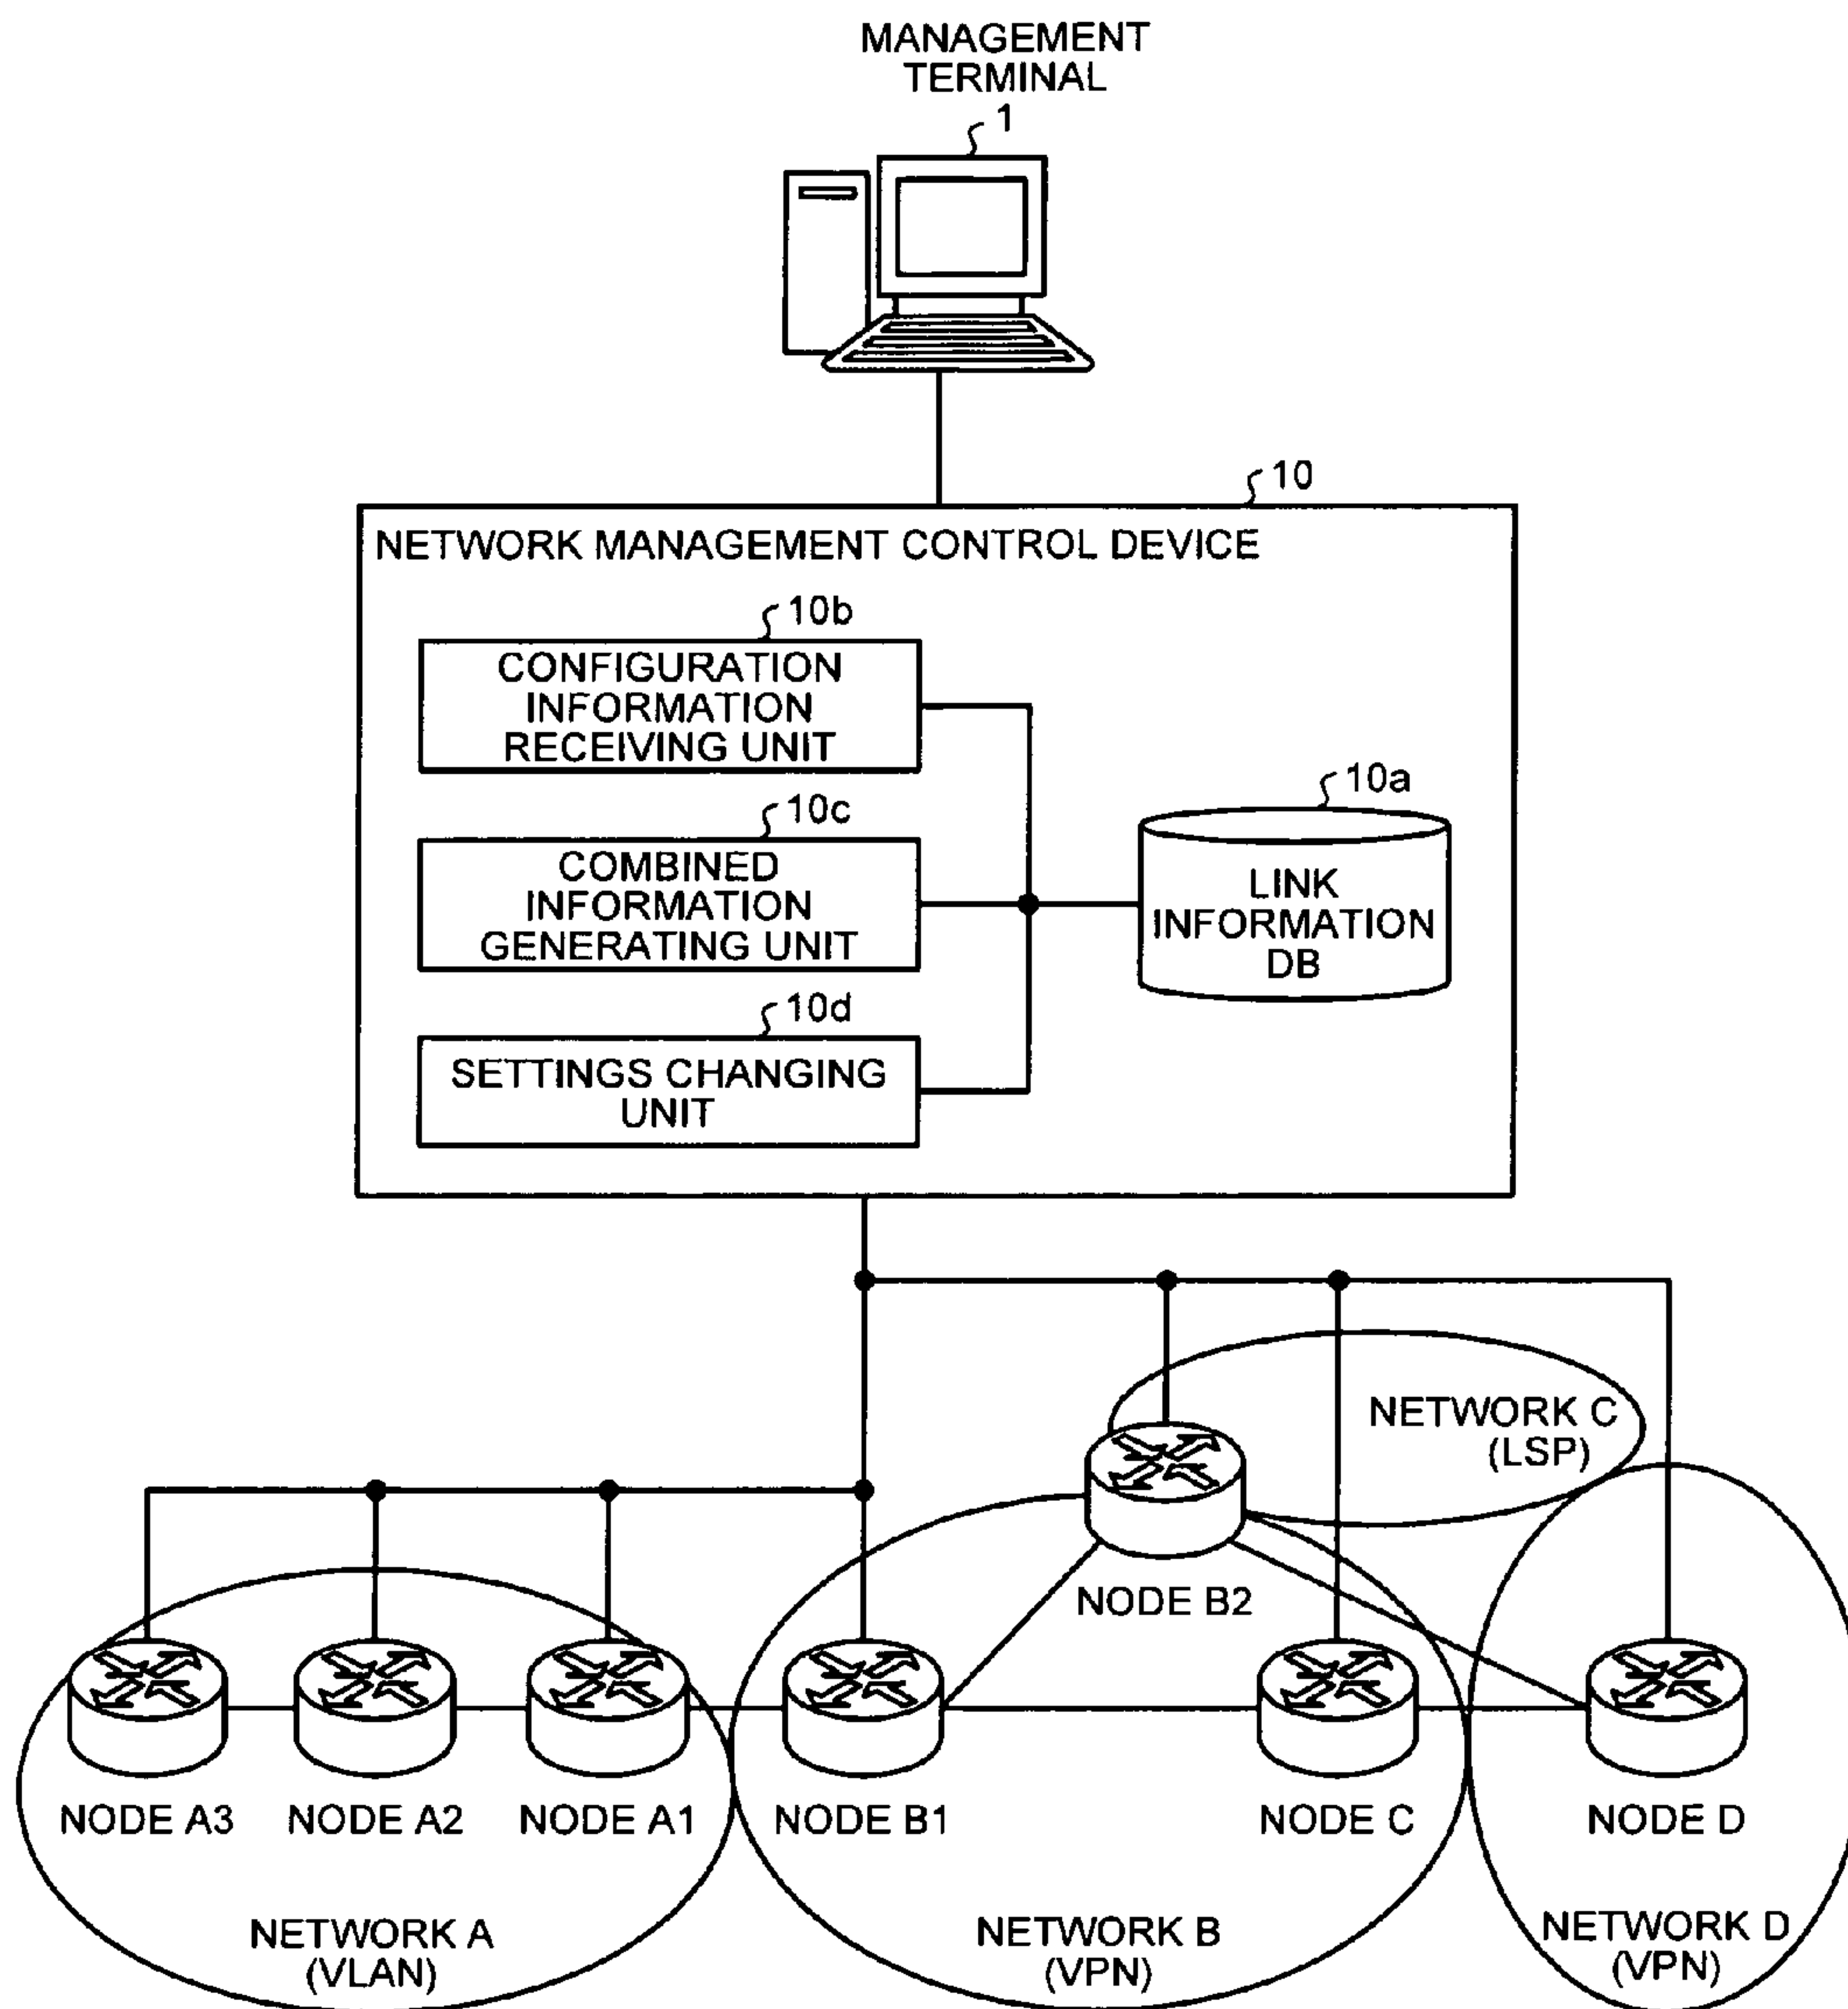 MANAGEMENT
TERMINAL
1
10
NETWORK MANAGEMENT CONTROL DEVICE
10b
CONFIGURATION
INFORMATION
RECEIVING UNIT
10a
LINK
INFORMATION
DB
10c
COMBINED
INFORMATION
GENERATING UNIT
10d
SETTINGS CHANGING
UNIT
NETWORK C
(LSP)
NODE B2
NODE A3
NODE A2
NODE A1
NODE B1
NODE C
NODE D
NETWORK A
(VLAN)
NETWORK B
(VPN)
NETWORK D
(VPN)